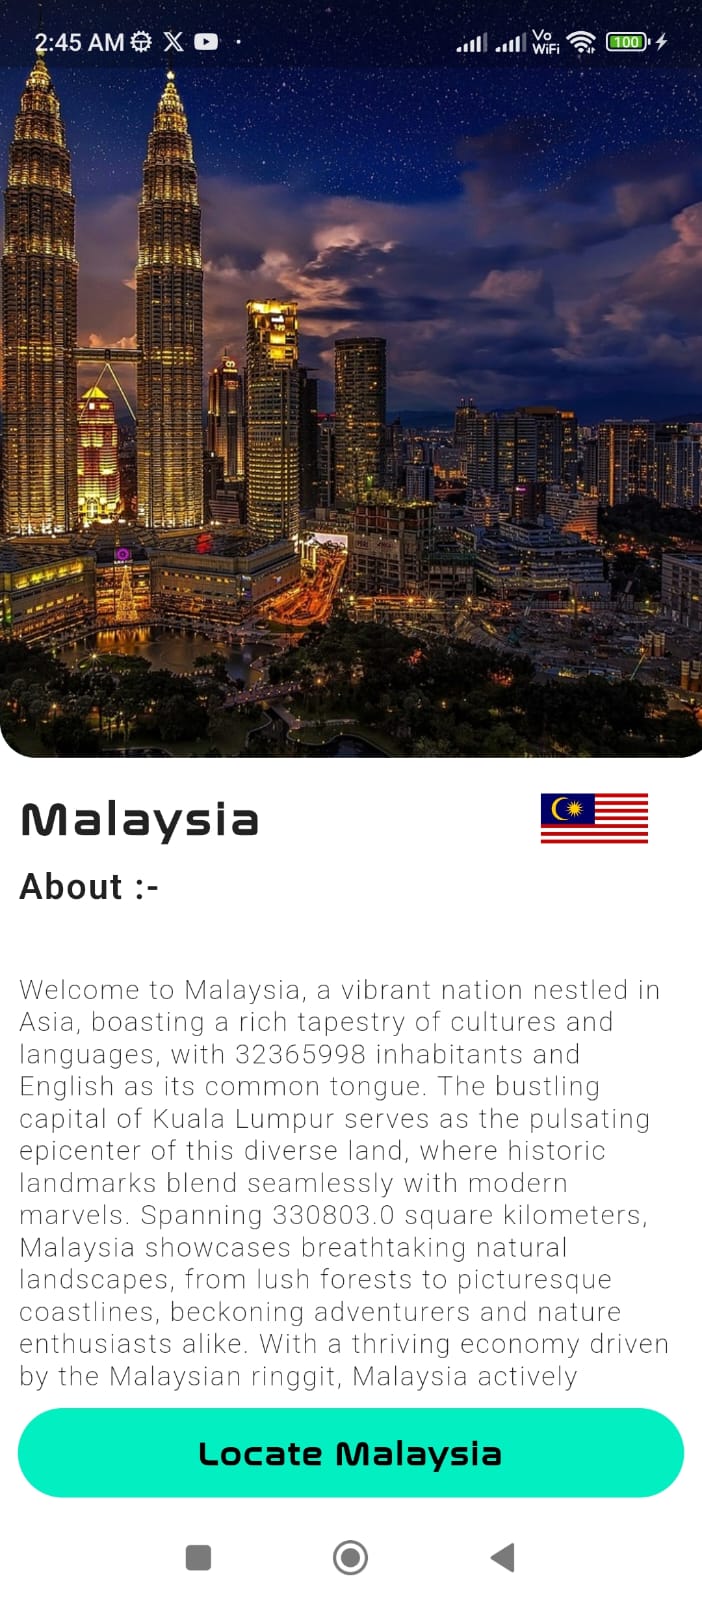 2:45 AM
Vo
WiFi
100
Malaysia
About :-
Welcome to Malaysia, a vibrant nation nestled in
Asia, boasting a rich tapestry of cultures and
languages, with 32365998 inhabitants and
English as its common tongue. The bustling
capital of Kuala Lumpur serves as the pulsating
epicenter of this diverse land, where historic
landmarks blend seamlessly with modern
marvels. Spanning 330803.0 square kilometers,
Malaysia showcases breathtaking natural
landscapes, from lush forests to picturesque
coastlines, beckoning adventurers and nature
enthusiasts alike. With a thriving economy driven
by the Malaysian ringgit, Malaysia actively
Locate Malaysia